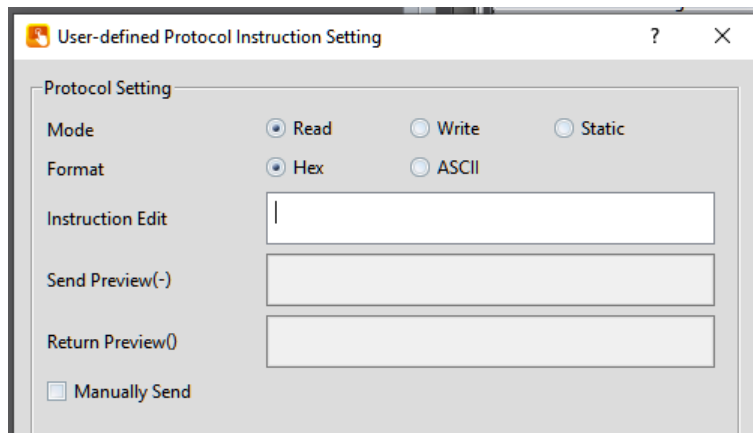 User-defined Protocol Instruction Setting ?
Protocol Setting
Mode Read Write Static
Format Hex ASCII
Instruction Edit
Send Preview(-)
Return Preview()
Manually Send